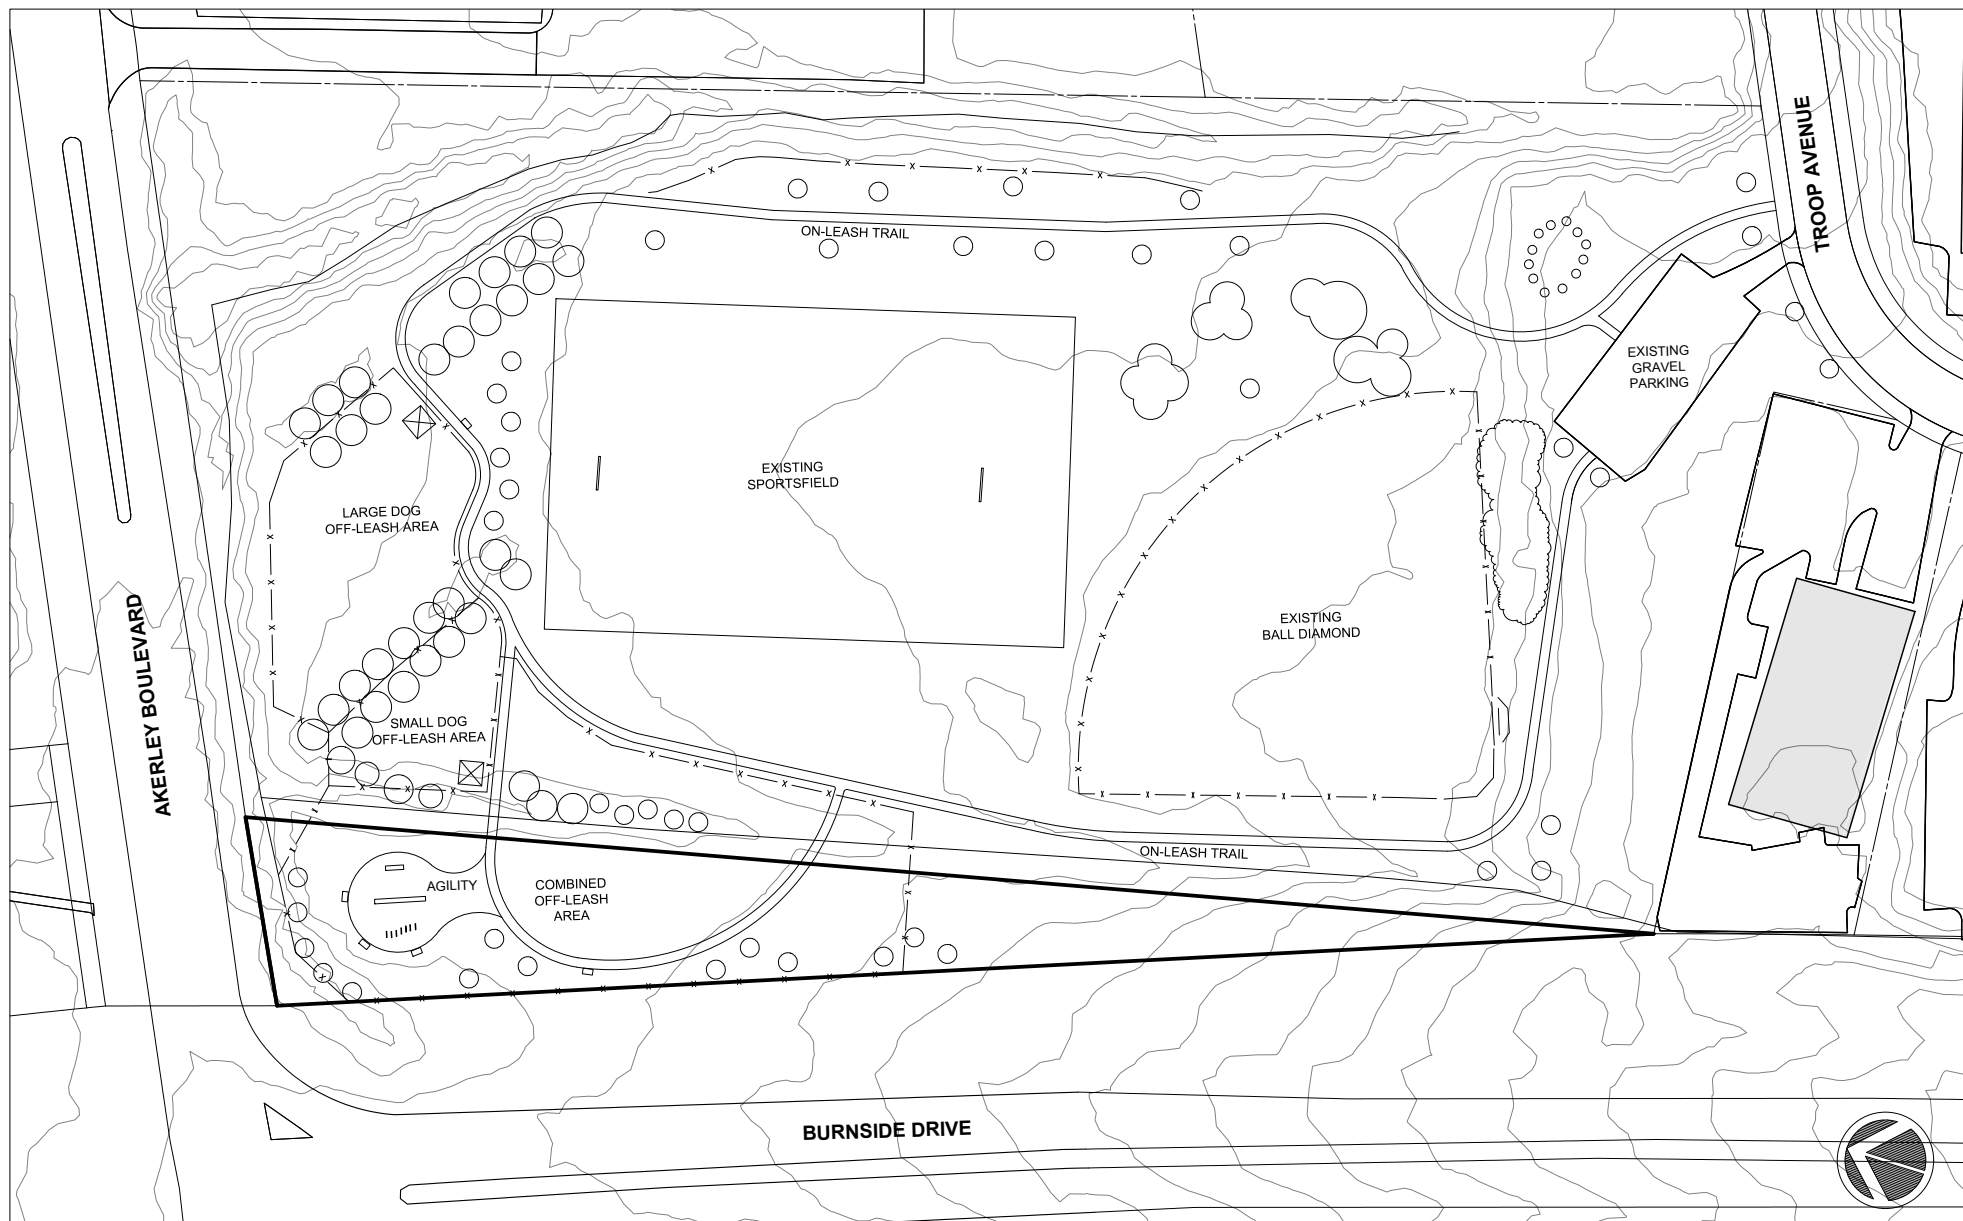 TROOP AVENUE
ON-LEASH TRAIL
EXISTING
GRAVEL
PARKING
EXISTING
SPORTSFIELD
LARGE DOG
OFF-LEASH AREA
EXISTING
BALL DIAMOND
AKERLEY BOULEVARD
SMALL DOG
OFF-LEASH AREA
ON-LEASH TRAIL
AGILITY
COMBINED
OFF-LEASH
AREA
BURNSIDE DRIVE